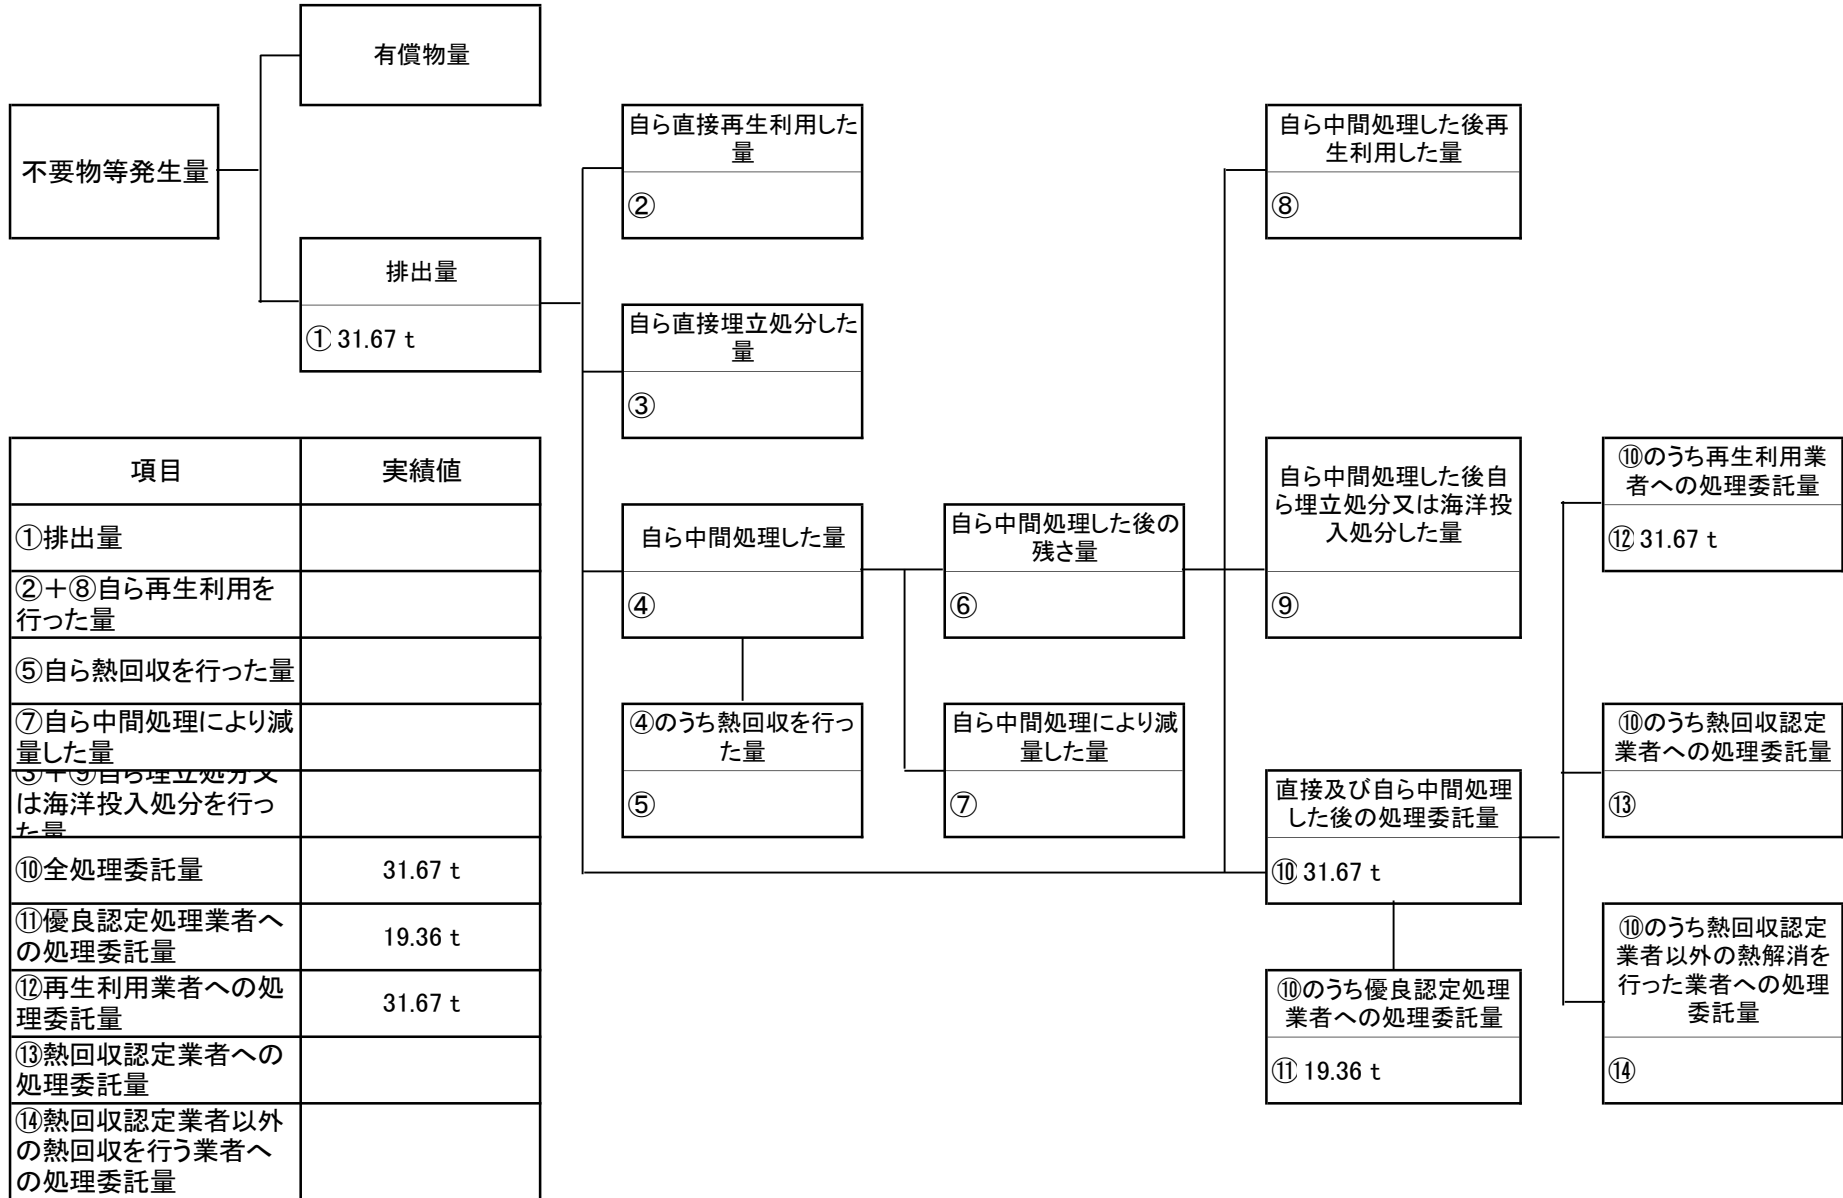 有償物量
不要物等発生量
排出量
① 31.67 t
自ら直接再生利用した
量
②
自ら直接埋立処分した
量
③
自ら中間処理した量
④
④のうち熱回収を行っ
た量
⑤
自ら中間処理した後の
残さ量
⑥
自ら中間処理により減
量した量
⑦
自ら中間処理した後再
生利用した量
⑧
自ら中間処理した後自
ら埋立処分又は海洋投
入処分した量
⑨
直接及び自ら中間処理
した後の処理委託量
⑩ 31.67 t
⑩のうち優良認定処理
業者への処理委託量
⑪ 19.36 t
⑩のうち再生利用業
者への処理委託量
⑫ 31.67 t
⑩のうち熱回収認定
業者への処理委託量
⑬
⑩のうち熱回収認定
業者以外の熱解消を
行った業者への処理
委託量
⑭
項目 実績値
①排出量
②＋⑧自ら再生利用を
行った量
⑤自ら熱回収を行った量
⑦自ら中間処理により減
量した量
③＋⑨自ら埋立処分又
は海洋投入処分を行っ
た量
⑩全処理委託量 31.67 t
⑪優良認定処理業者へ
の処理委託量 19.36 t
⑫再生利用業者への処
理委託量 31.67 t
⑬熱回収認定業者への
処理委託量
⑭熱回収認定業者以外
の熱回収を行う業者へ
の処理委託量